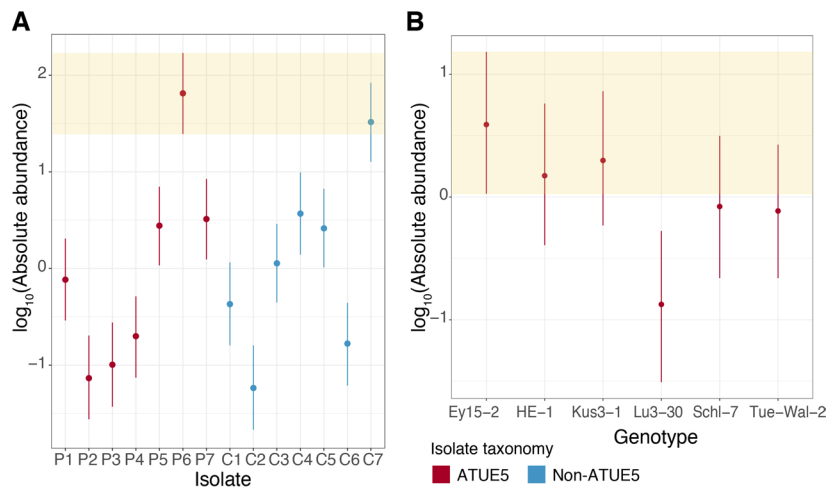 A
log10(Absolute abundance)
2
1
0
−1
P1 P2 P3 P4 P5 P6 P7 C1 C2 C3 C4 C5 C6 C7
Isolate
B
log10(Absolute abundance)
1
0
−1
Ey15−2 HE−1 Kus3−1 Lu3−30 Schl−7 Tue−Wal−2
Genotype
Isolate taxonomy
ATUE5 Non−ATUE5